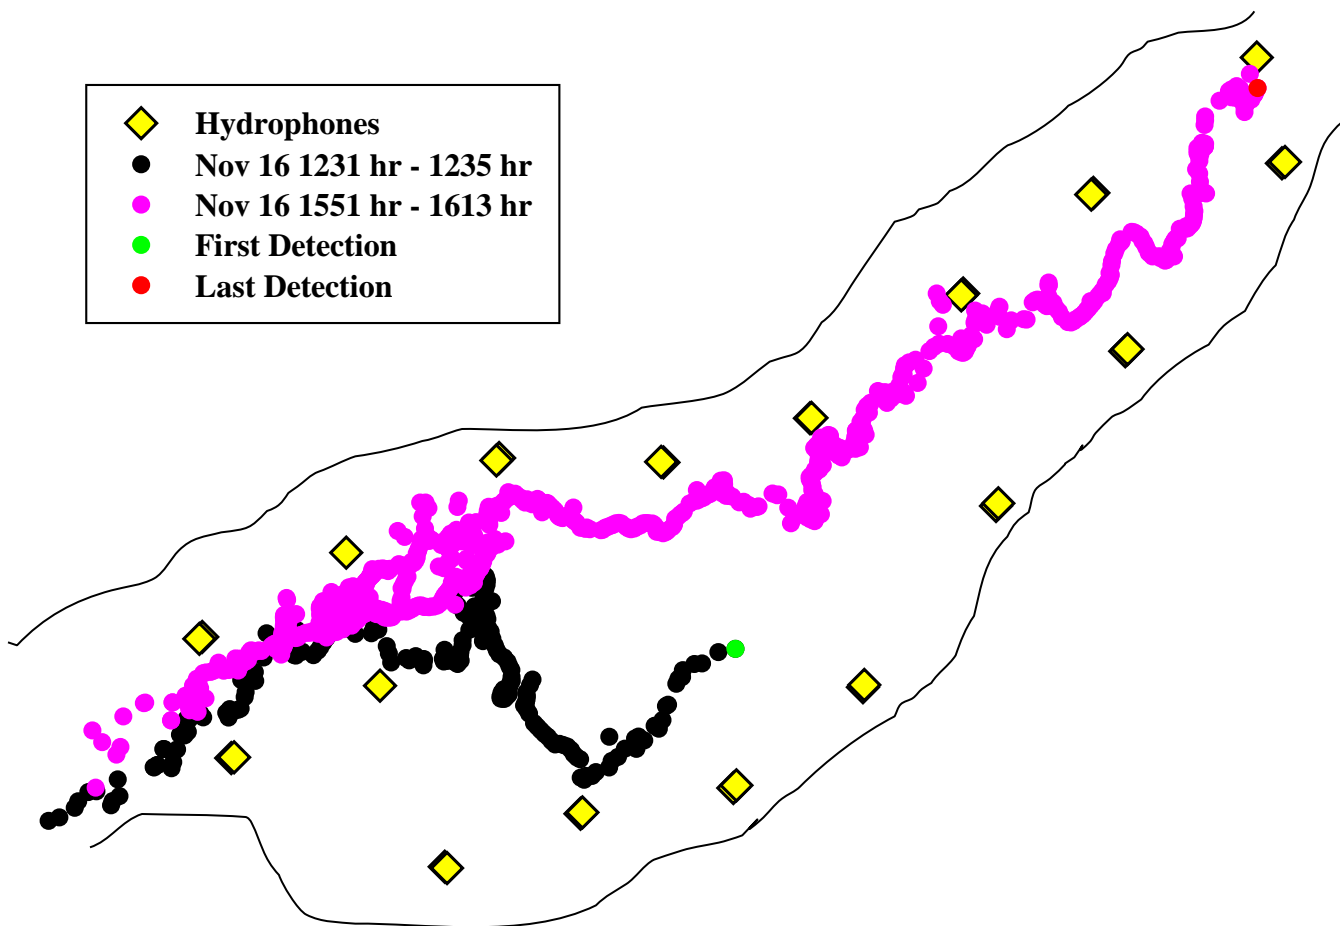 Hydrophones
Nov 16 1231 hr - 1235 hr
Nov 16 1551 hr - 1613 hr
First Detection
Last Detection